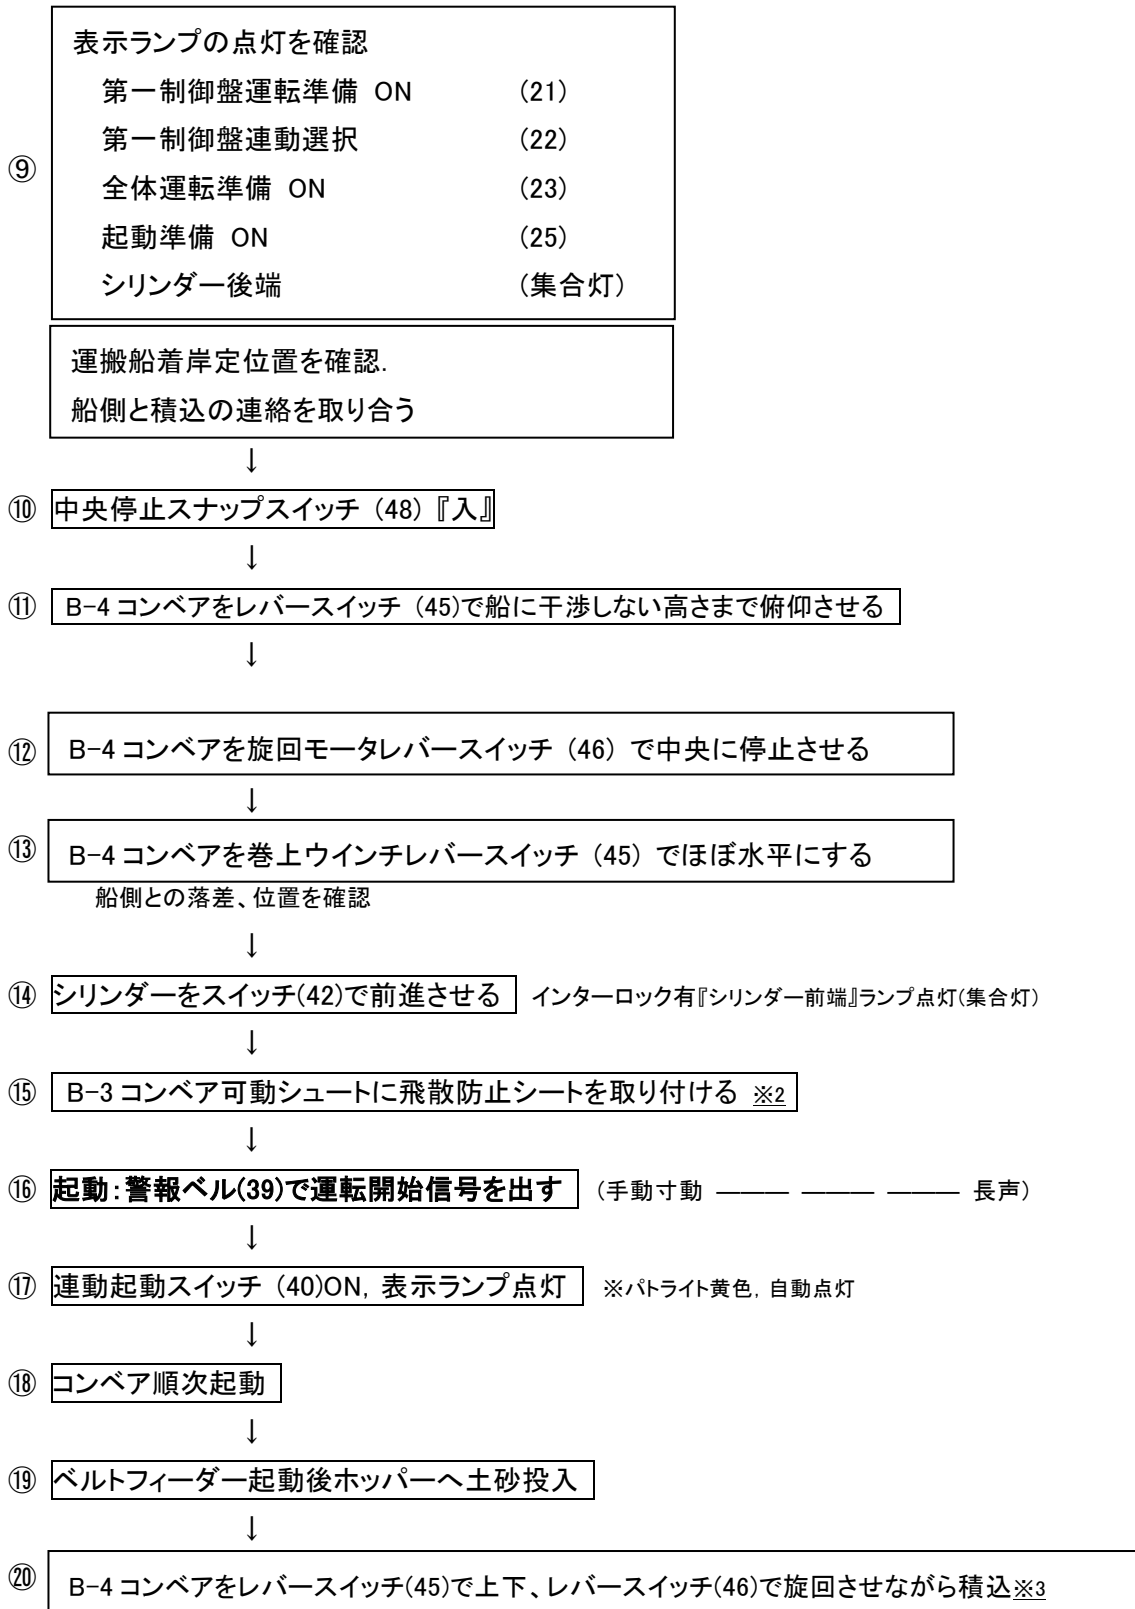 表示ランプの点灯を確認
第一制御盤運転準備 ON (21)
第一制御盤連動選択 (22)
⑨
全体運転準備 ON (23)
起動準備 ON (25)
シリンダー後端 (集合灯)
運搬船着岸定位置を確認.
船側と積込の連絡を取り合う
↓
⑩ 中央停止スナップスイッチ (48)『入』
↓
⑪ B-4コンベアをレバースイッチ (45)で船に干渉しない高さまで俯仰させる
↓
⑫ B-4コンベアを旋回モータレバースイッチ (46) で中央に停止させる
↓
⑬ B-4コンベアを巻上ウインチレバースイッチ (45) でほぼ水平にする
船側との落差、位置を確認
↓
⑭ シリンダーをスイッチ(42)で前進させる インターロック有『シリンダー前端』ランプ点灯(集合灯)
↓
⑮ B-3コンベア可動シュートに飛散防止シートを取り付ける ※2
↓
⑯ 起動:警報ベル(39)で運転開始信号を出す (手動寸動 ――― ――― ――― 長声)
↓
⑰ 連動起動スイッチ (40)ON, 表示ランプ点灯 ※パトライト黄色, 自動点灯
↓
⑱ コンベア順次起動
↓
⑲ ベルトフィーダー起動後ホッパーへ土砂投入
↓
⑳ B-4コンベアをレバースイッチ(45)で上下、レバースイッチ(46)で旋回させながら積込※3